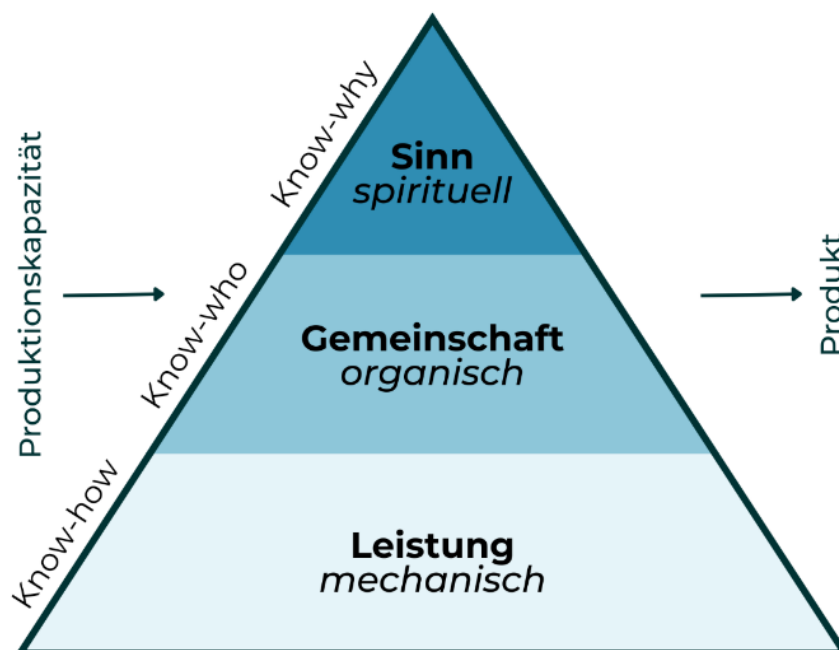 Know-why
Sinn
spirituell
Produktionskapazität
Know-who
Gemeinschaft
organisch
Produkt
Know-how
Leistung
mechanisch